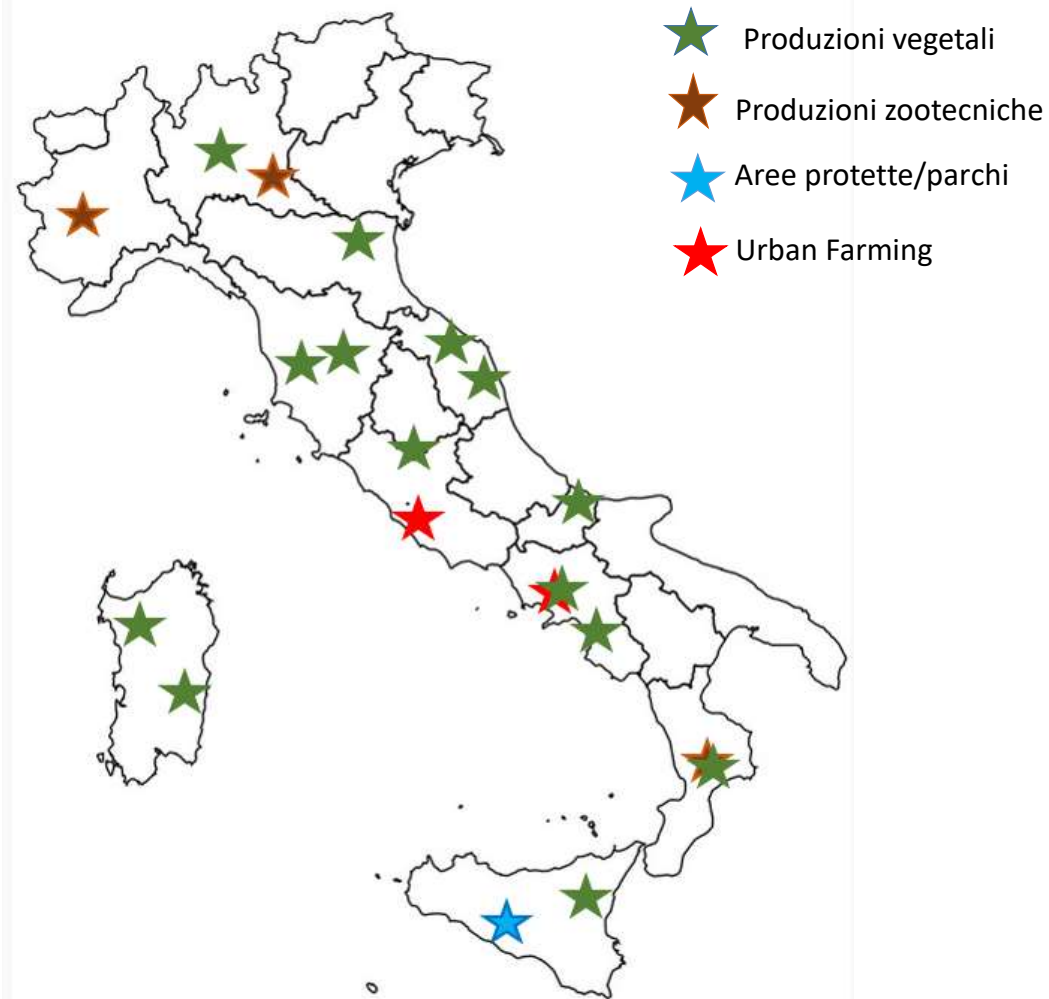 Produzioni vegetali
Produzioni zootecniche
Aree protette/parchi
Urban Farming